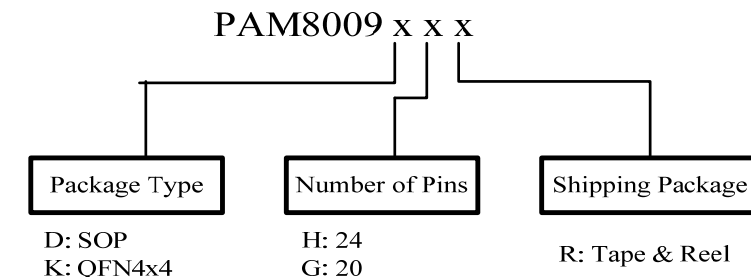 PAM8009 x x x
Package Type
Number of Pins
Shipping Package
D: SOP
K: QFN4x4
H: 24
G: 20
R: Tape & Reel